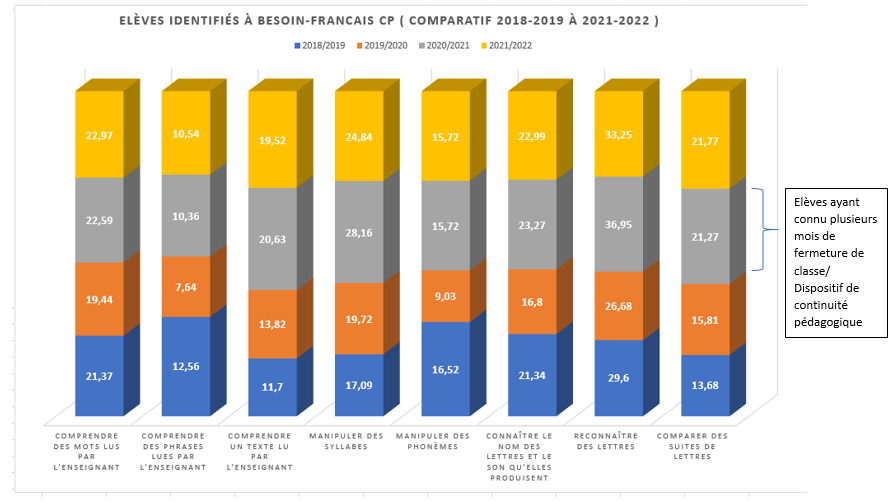 ELÈVES IDENTIFIÉS À BESOIN-FRANCAIS CP ( COMPARATIF 2018-2019 À 2021-2022 )
2018/2019 2019/2020 2020/2021 2021/2022
22,97 10,54 19,52 24,84 15,72 22,99 33,25 21,77
22,59 10,36 20,63 28,16 15,72 23,27 36,95 21,27
19,44 7,64 13,82 19,72 9,03 16,8 26,68 15,81
21,37 12,56 11,7 17,09 16,52 21,34 29,6 13,68
COMPRENDRE
DES MOTS LUS
PAR
L'ENSEIGNANT
COMPRENDRE
DES PHRASES
LUES PAR
L'ENSEIGNANT
COMPRENDRE
UN TEXTE LU
PAR
L'ENSEIGNANT
MANIPULER DES
SYLLABES
MANIPULER DES
PHONÈMES
CONNAÎTRE LE
NOM DES
LETTRES ET LE
SON QU'ELLES
PRODUISENT
RECONNAÎTRE
DES LETTRES
COMPARER DES
SUITES DE
LETTRES
Elèves ayant
connu plusieurs
mois de
fermeture de
classe/
Dispositif de
continuité
pédagogique